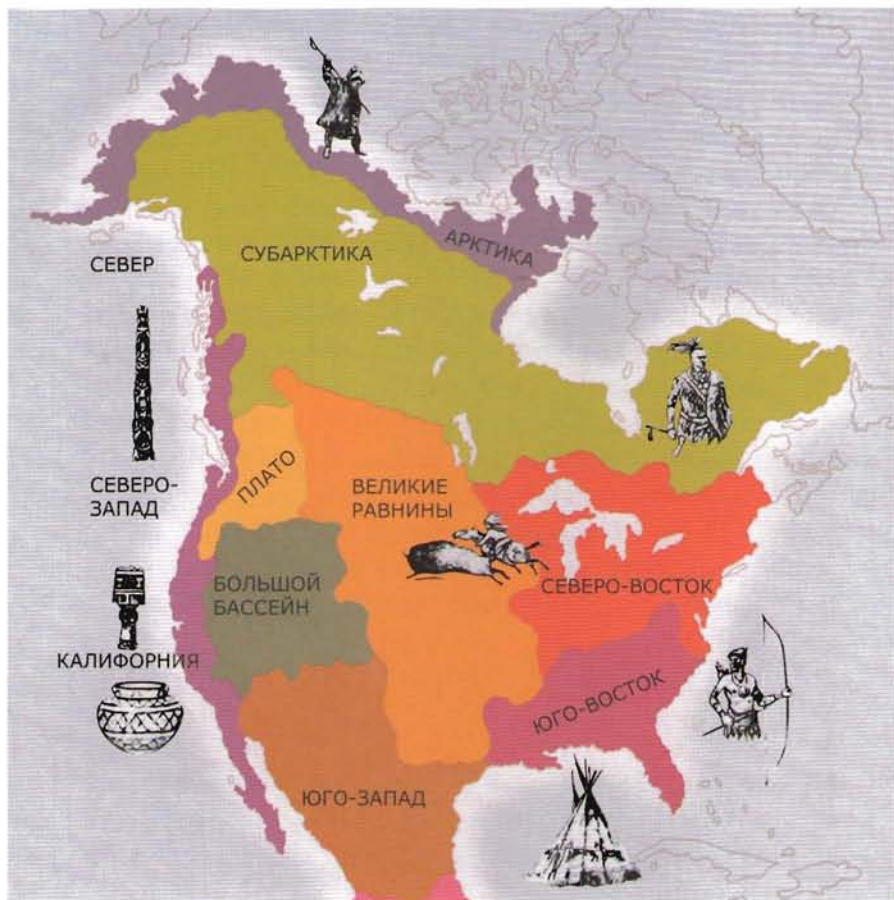 АРКТИКА
СУБАРКТИКА
СЕВЕР
СЕВЕРО-
ЗАПАД
ПЛАТО
ВЕЛИКИЕ
РАВНИНЫ
БОЛЬШОЙ
БАССЕЙН
СЕВЕРО-ВОСТОК
КАЛИФОРНИЯ
ЮГО-ВОСТОК
ЮГО-ЗАПАД